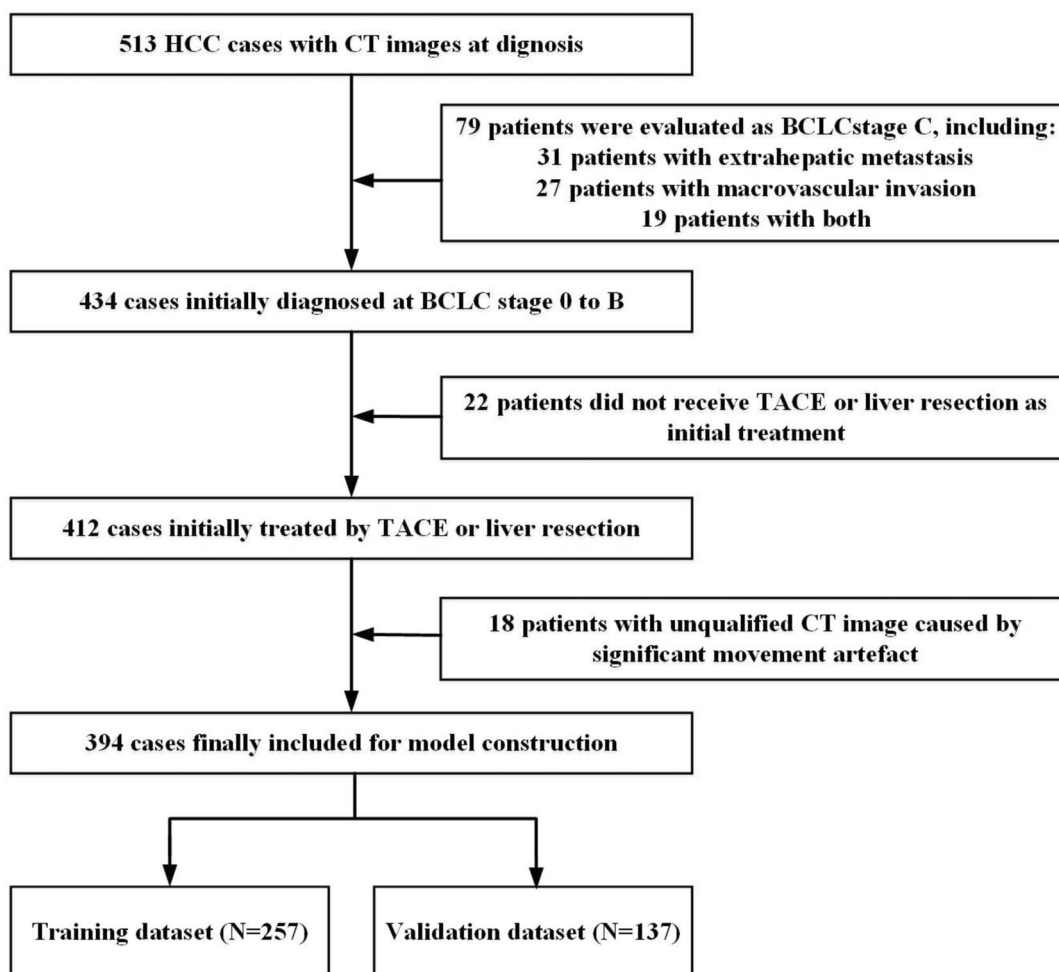 513 HCC cases with CT images at dignosis
79 patients were evaluated as BCLCstage C, including:
31 patients with extrahepatic metastasis
27 patients with macrovascular invasion
19 patients with both
434 cases initially diagnosed at BCLC stage 0 to B
22 patients did not receive TACE or liver resection as
initial treatment
412 cases initially treated by TACE or liver resection
18 patients with unqualified CT image caused by
significant movement artefact
394 cases finally included for model construction
Training dataset (N=257)
Validation dataset (N=137)